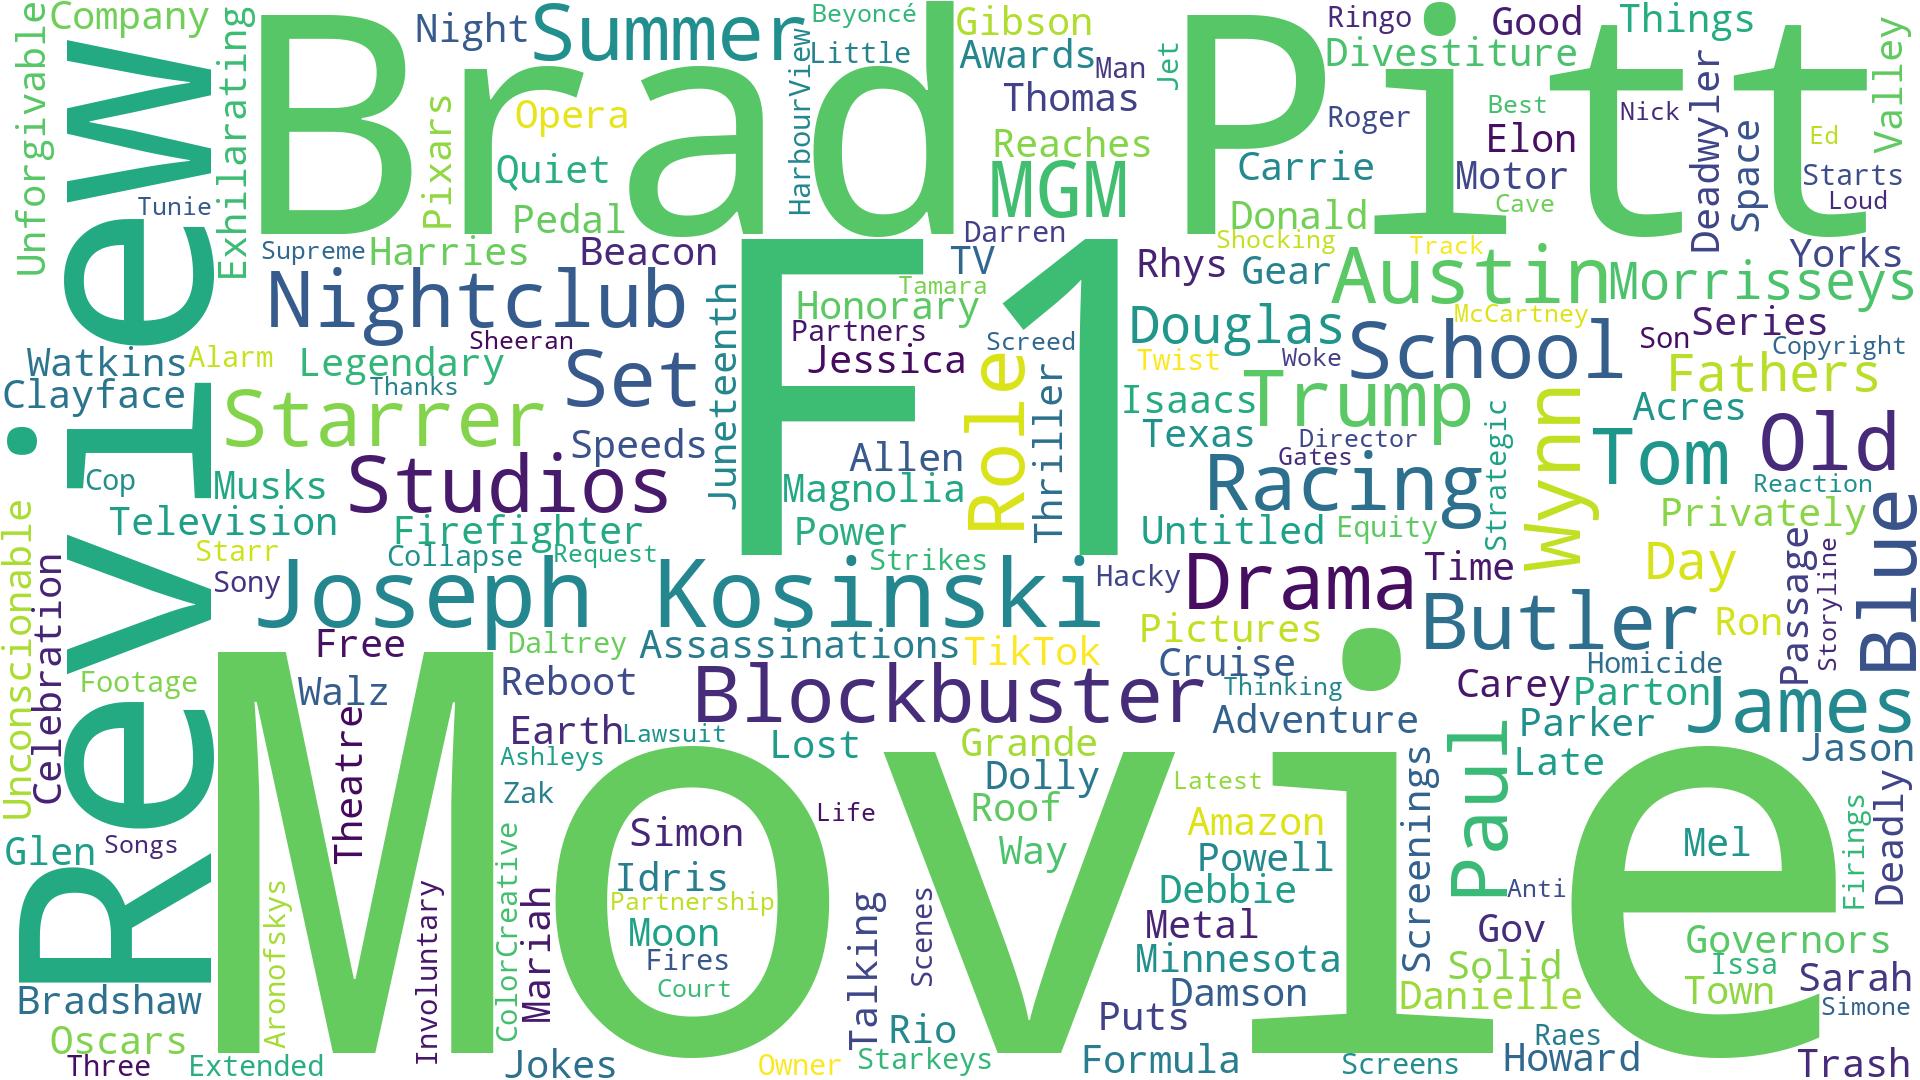 Unforgivable
Company
Review
Exhilarating
Brad Pitt
Night
Summer
Beyoncé
Little
HarbourView
Gibson
Awards
Man
Jet
Ringo
Good
Things
Divestiture
Valley
Thomas
Pixars
Opera
Quiet
Pedal
Reaches
MGM
Roger
Best
Nick
Elon
Ed
Deadwyler
Space
Carrie
Motor
Starts
Cave
Loud
Donald
Tunie
Supreme
Harries
Beacon
Darren
TV
Shocking
Track
Yorks
Rhys
Gear
Austin
Morrisseys
Nightclub
F1
Tamara
Honorary
Juneteenth
Partners
Screed
Jessica
Douglas
McCartney
Series
Son
Copyright
Sheeran
Watkins
Alarm
Legendary
Thanks
Set
Twist
Woke
School
Fathers
Clayface
Starrer
Role
Thriller
Isaacs
Trump
Acres
Wynn
Strategic
Texas
Director
Gates
Tom
Old
Speeds
Allen
Cop
Musks
Studios
Magnolia
Racing
Reaction
Television
Firefighter
Power
Untitled
Equity
Privately
Blue
Unconscionable
Celebration
Starr
Collapse
Request
Strikes
Sony
Joseph Kosinski
Hacky
Drama
Time
Day
Passage
Storyline
Free
Daltrey
Assassinations
TikTok
Pictures
Butler
Ron
Footage
Movie
Walz
Reboot
Blockbuster
Cruise
Thinking
Homicide
Carey
Parton
James
Theatre
Earth
Lawsuit
Lost
Grande
Adventure
Paul
Parker
Ashleys
Dolly
Latest
Screenings
Late
Jason
Zak
Life
Roof
Amazon
Deadly
Firings
Glen
Songs
Simon
Way
Powell
Mel
Idris
Debbie
Anti
Partnership
Aronofskys
Involuntary
ColorCreative
Mariah
Moon
Talking
Scenes
Metal
Gov
Governors
Fires
Minnesota
Solid
Issa
Court
Damson
Danielle
Town
Sarah
Bradshaw
Simone
Oscars
Rio
Puts
Raes
Three
Extended
Jokes
Owner
Starkeys
Formula
Screens
Howard
Trash